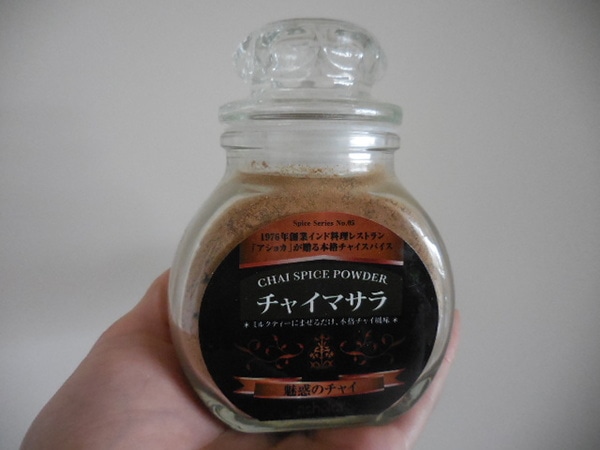 Spice Series No.05
1976年創業インド料理レストラン
「アショカ」が贈る本格チャイスパイス
CHAI SPICE POWDER
チャイマサラ
＊ミルクティーにまぜるだけ、本格チャイ風味＊
魅惑のチャイ